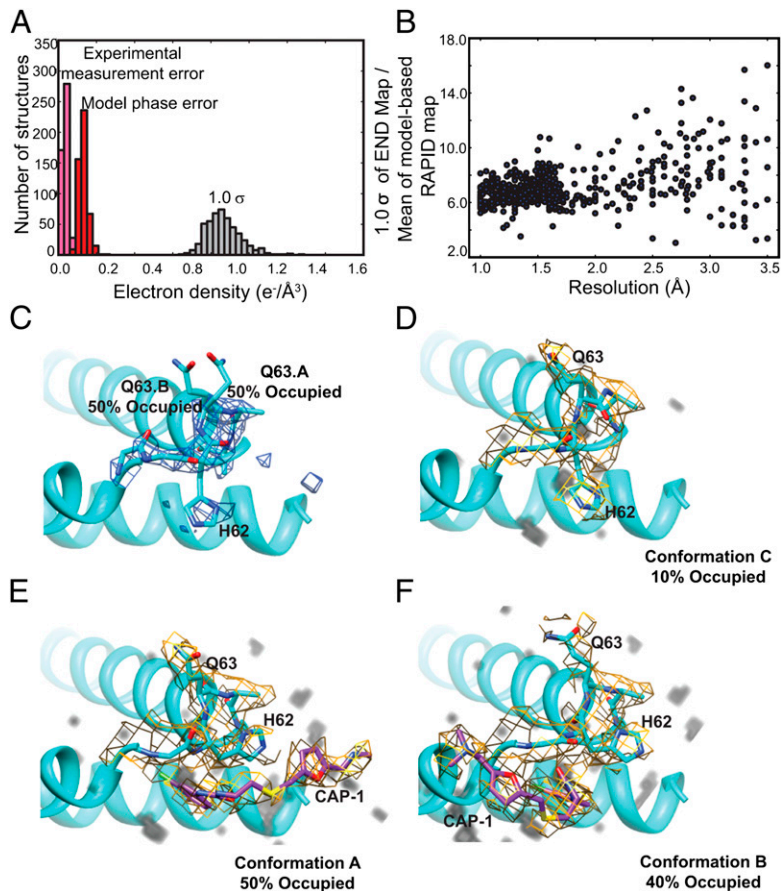 A
Number of structures
350
300
250
200
150
100
50
0
Experimental
measurement error
Model phase error
1.0 σ
0.0 0.2 0.4 0.6 0.8 1.0 1.2 1.4 1.6
Electron density (e-/Å³)
B
1.0 σ of END Map /
Mean of model-based
RAPID map
18.0
14.0
10.0
6.0
2.0
1.0 1.5 2.0 2.5 3.0 3.5
Resolution (Å)
C
Q63.B
50% Occupied
Q63.A
50% Occupied
H62
D
Q63
H62
Conformation C
10% Occupied
E
Q63
H62
CAP-1
Conformation A
50% Occupied
F
Q63
H62
CAP-1
Conformation B
40% Occupied